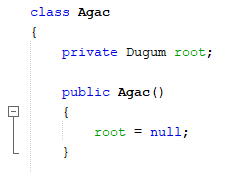 class Agac
{
    private Dugum root;

    public Agac()
    {
        root = null;
    }